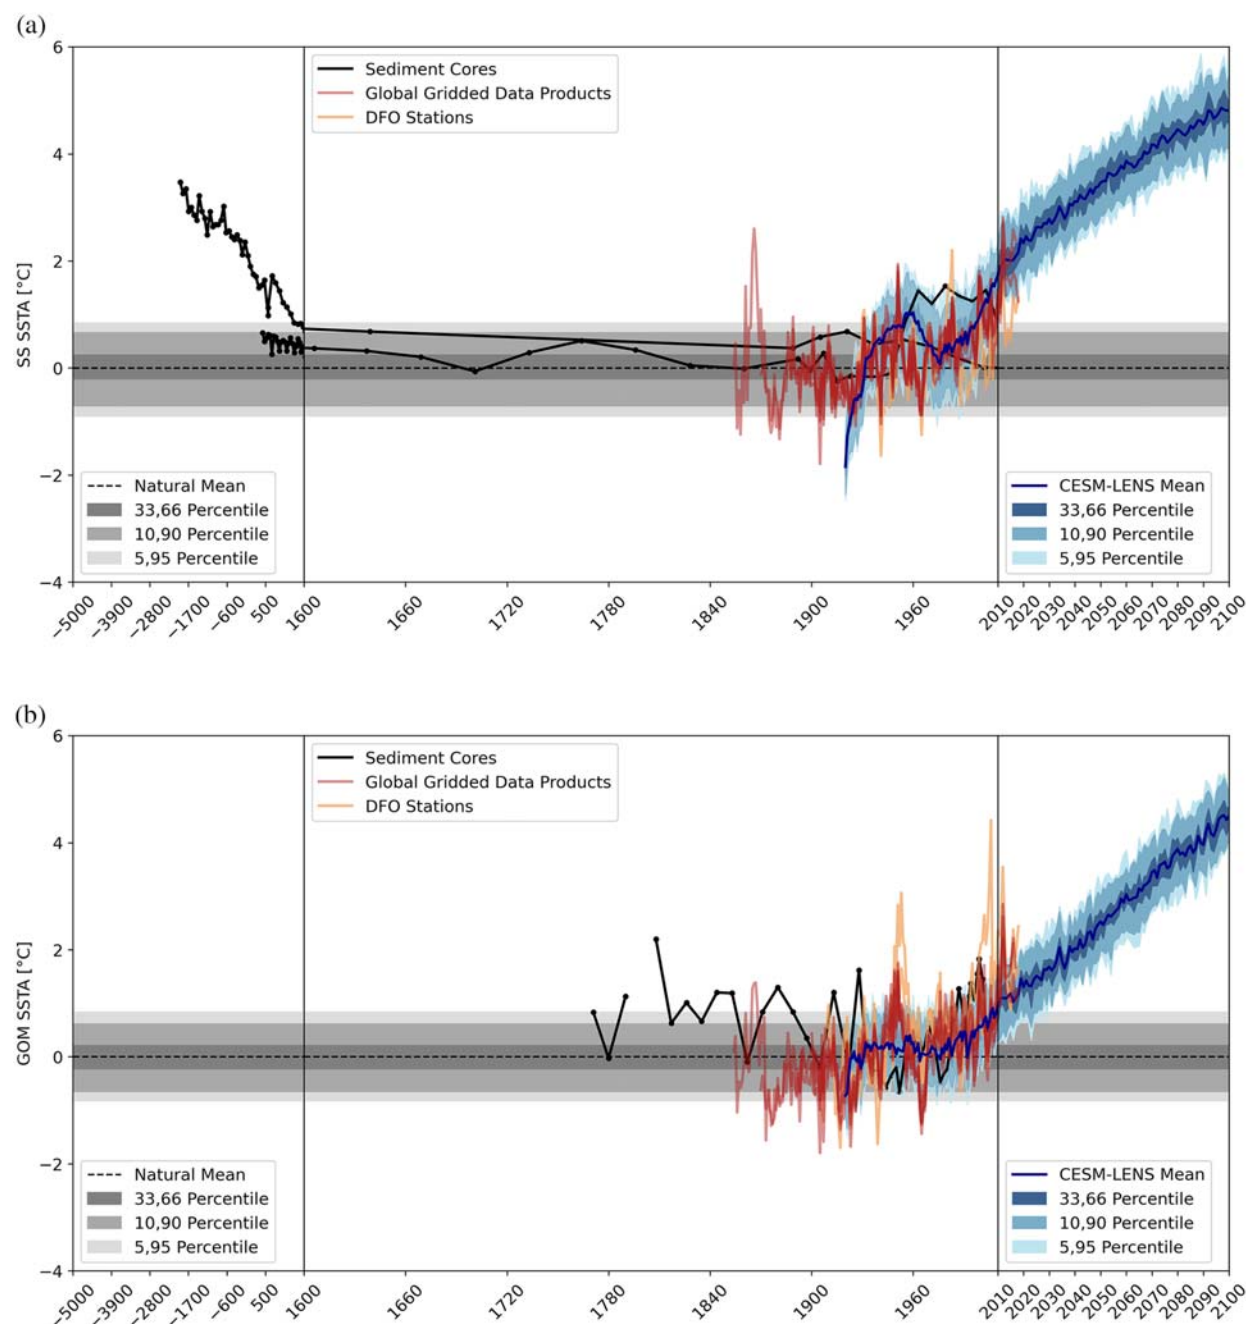 (a)
6
4
2
0
−2
−4
SS SSTA [°C]
Sediment Cores
Global Gridded Data Products
DFO Stations
Natural Mean
33,66 Percentile
10,90 Percentile
5,95 Percentile
CESM-LENS Mean
33,66 Percentile
10,90 Percentile
5,95 Percentile
−5000 −3900 −2800 −1700 −600 500 1600 1660 1720 1780 1840 1900 1960 2010 2020 2030 2040 2050 2060 2070 2080 2090 2100
(b)
6
4
2
0
−2
−4
GOM SSTA [°C]
Sediment Cores
Global Gridded Data Products
DFO Stations
Natural Mean
33,66 Percentile
10,90 Percentile
5,95 Percentile
CESM-LENS Mean
33,66 Percentile
10,90 Percentile
5,95 Percentile
−5000 −3900 −2800 −1700 −600 500 1600 1660 1720 1780 1840 1900 1960 2010 2020 2030 2040 2050 2060 2070 2080 2090 2100